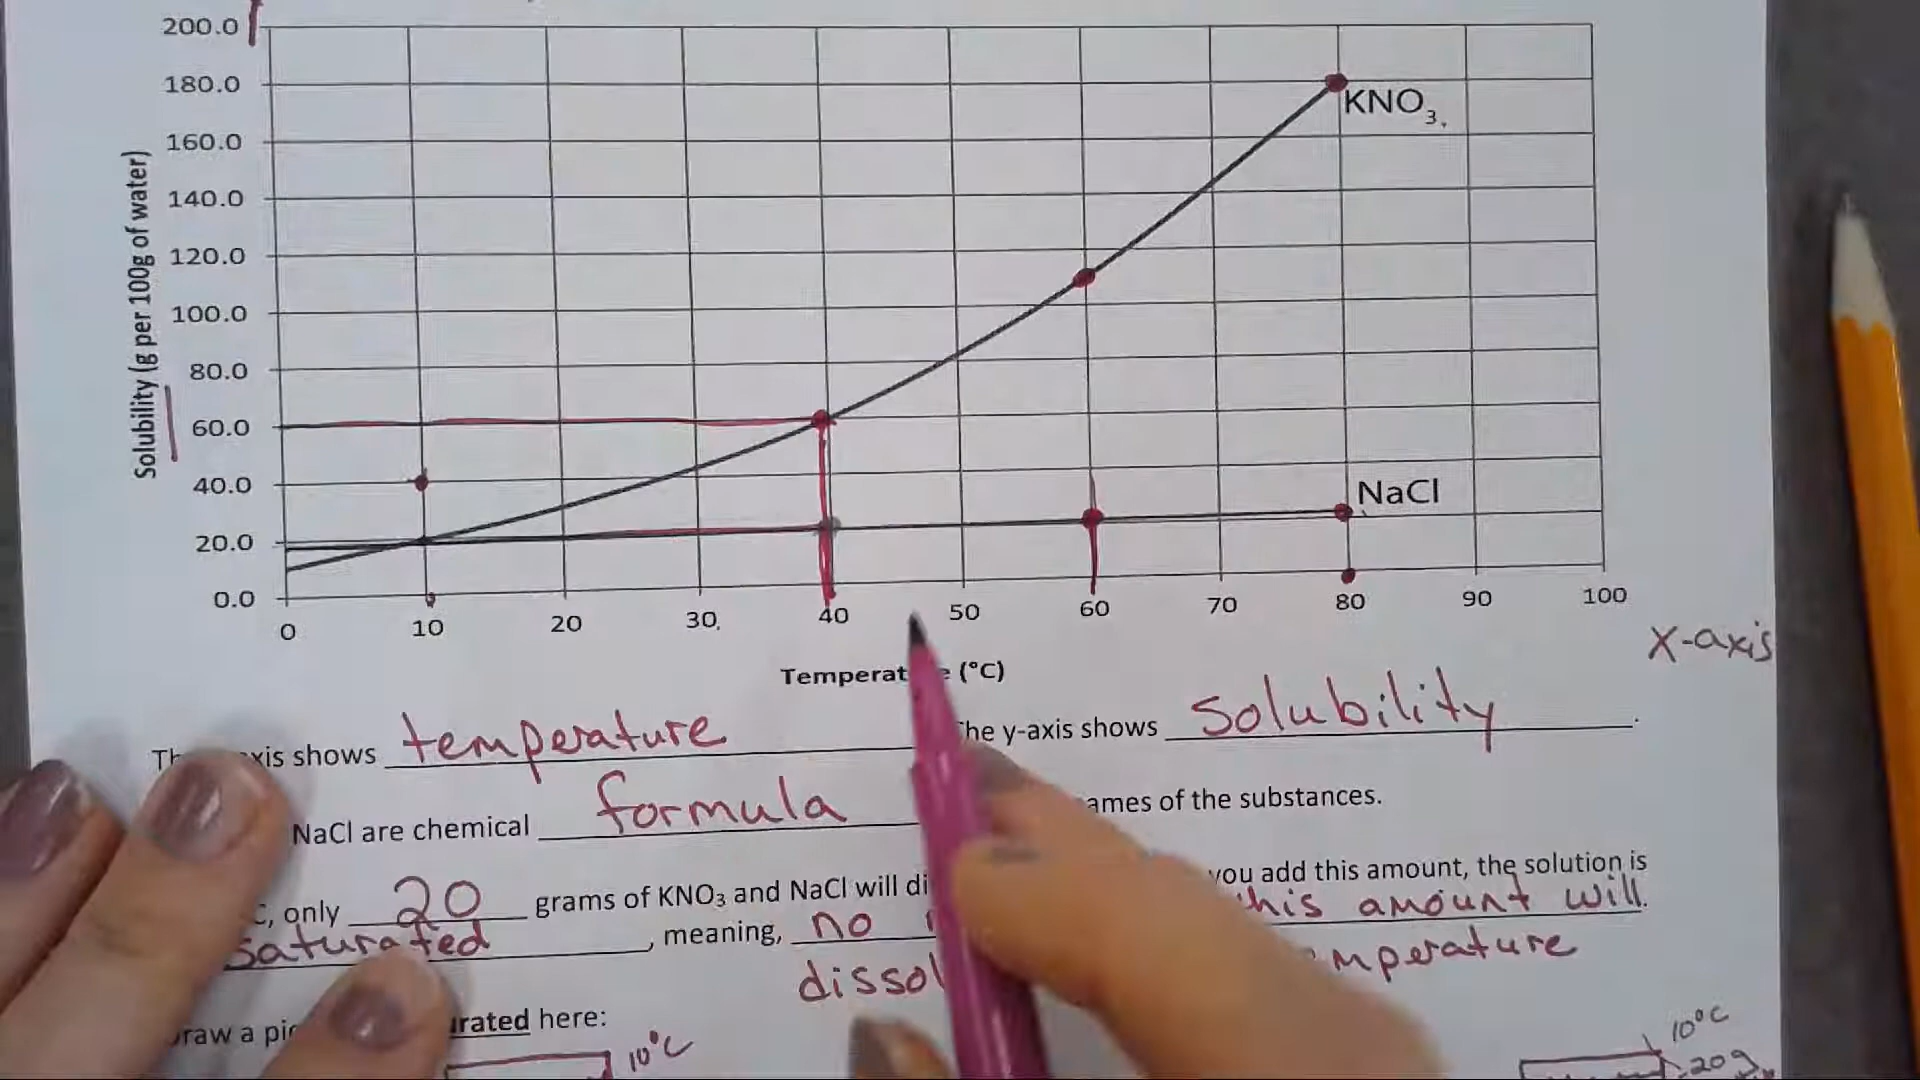 200.0
180.0
160.0
140.0
120.0
100.0
80.0
60.0
40.0
20.0
0.0
Solubility (g per 100g of water)
KNO₃
NaCl
0 10 20 30 40 50 60 70 80 90 100
X-axis
Temperat e (°C)
Th xis shows temperature he y-axis shows solubility.
NaCl are chemical formula ames of the substances.
C, only 20 grams of KNO₃ and NaCl will di you add this amount, the solution is
saturated, meaning, no his amount will
dissol mperature
raw a pi urated here:
10°C
10°C
20g